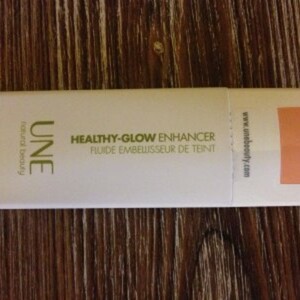 UNE
natural beauty
HEALTHY-GLOW ENHANCER
FLUIDE EMBELLISSEUR DE TEINT
www.unebeauty.com